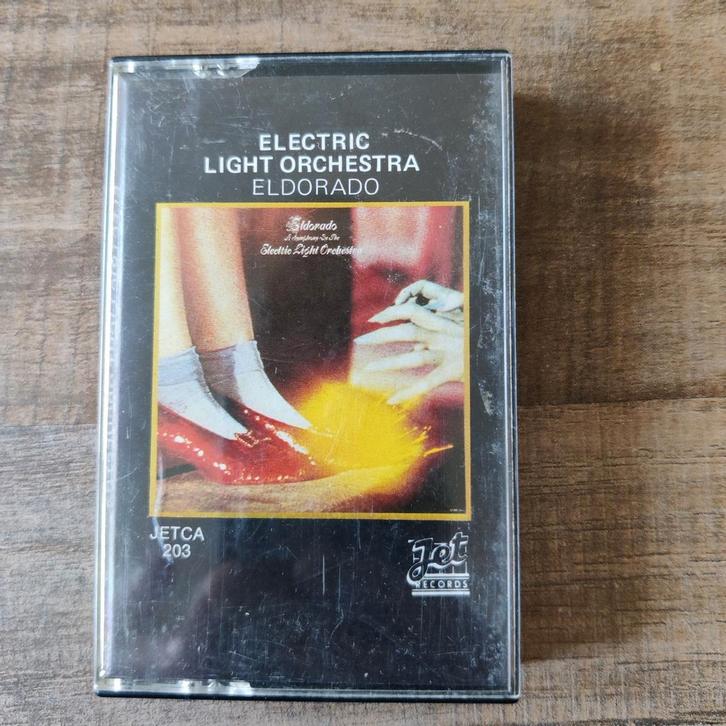 ELECTRIC
LIGHT ORCHESTRA
ELDORADO
Eldorado
A Symphony By The
Electric Light Orchestra
JETCA
203
Jet
RECORDS